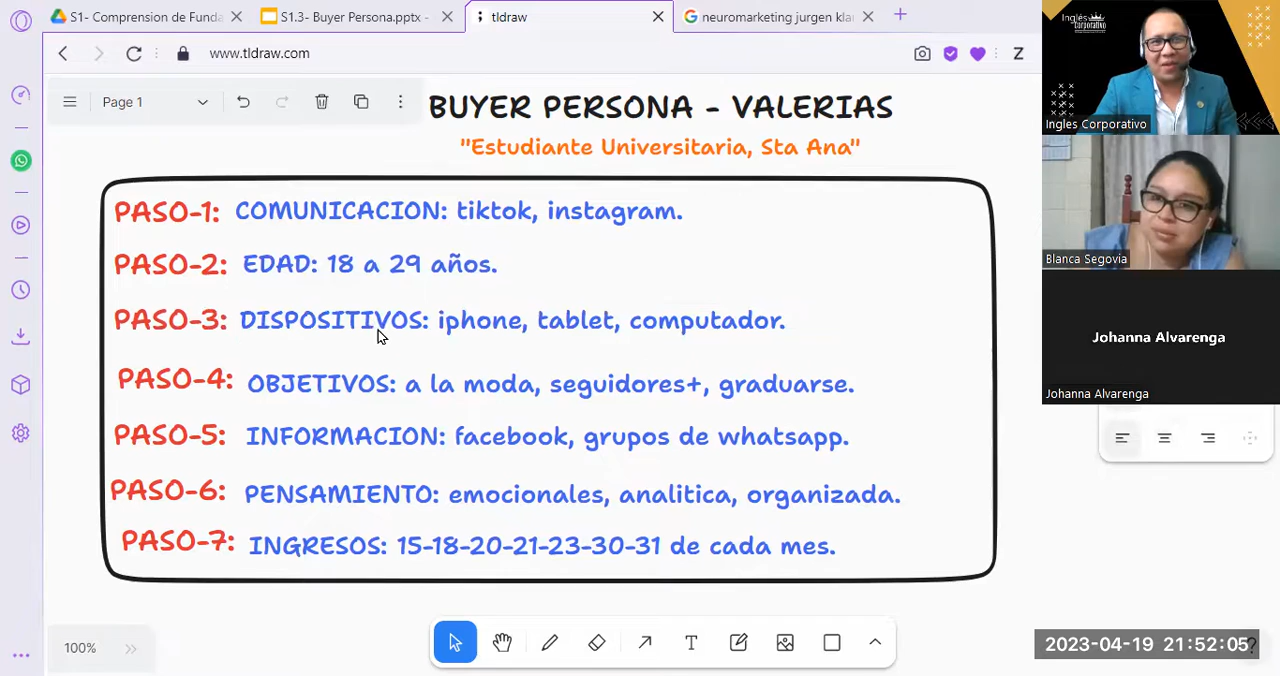 S1- Comprension de Funda
S1.3- Buyer Persona.pptx -
tldraw
neuromarketing jurgen kla
www.tldraw.com
Z
Page 1
BUYER PERSONA - VALERIAS
"Estudiante Universitaria, Sta Ana"
PASO-1: COMUNICACION: tiktok, instagram.
PASO-2: EDAD: 18 a 29 años.
PASO-3: DISPOSITIVOS: iphone, tablet, computador.
PASO-4: OBJETIVOS: a la moda, seguidores+, graduarse.
PASO-5: INFORMACION: facebook, grupos de whatsapp.
PASO-6: PENSAMIENTO: emocionales, analitica, organizada.
PASO-7: INGRESOS: 15-18-20-21-23-30-31 de cada mes.
100%
Inglés
Corporativo
Ingles Corporativo
Blanca Segovia
Johanna Alvarenga
Johanna Alvarenga
2023-04-19 21:52:05